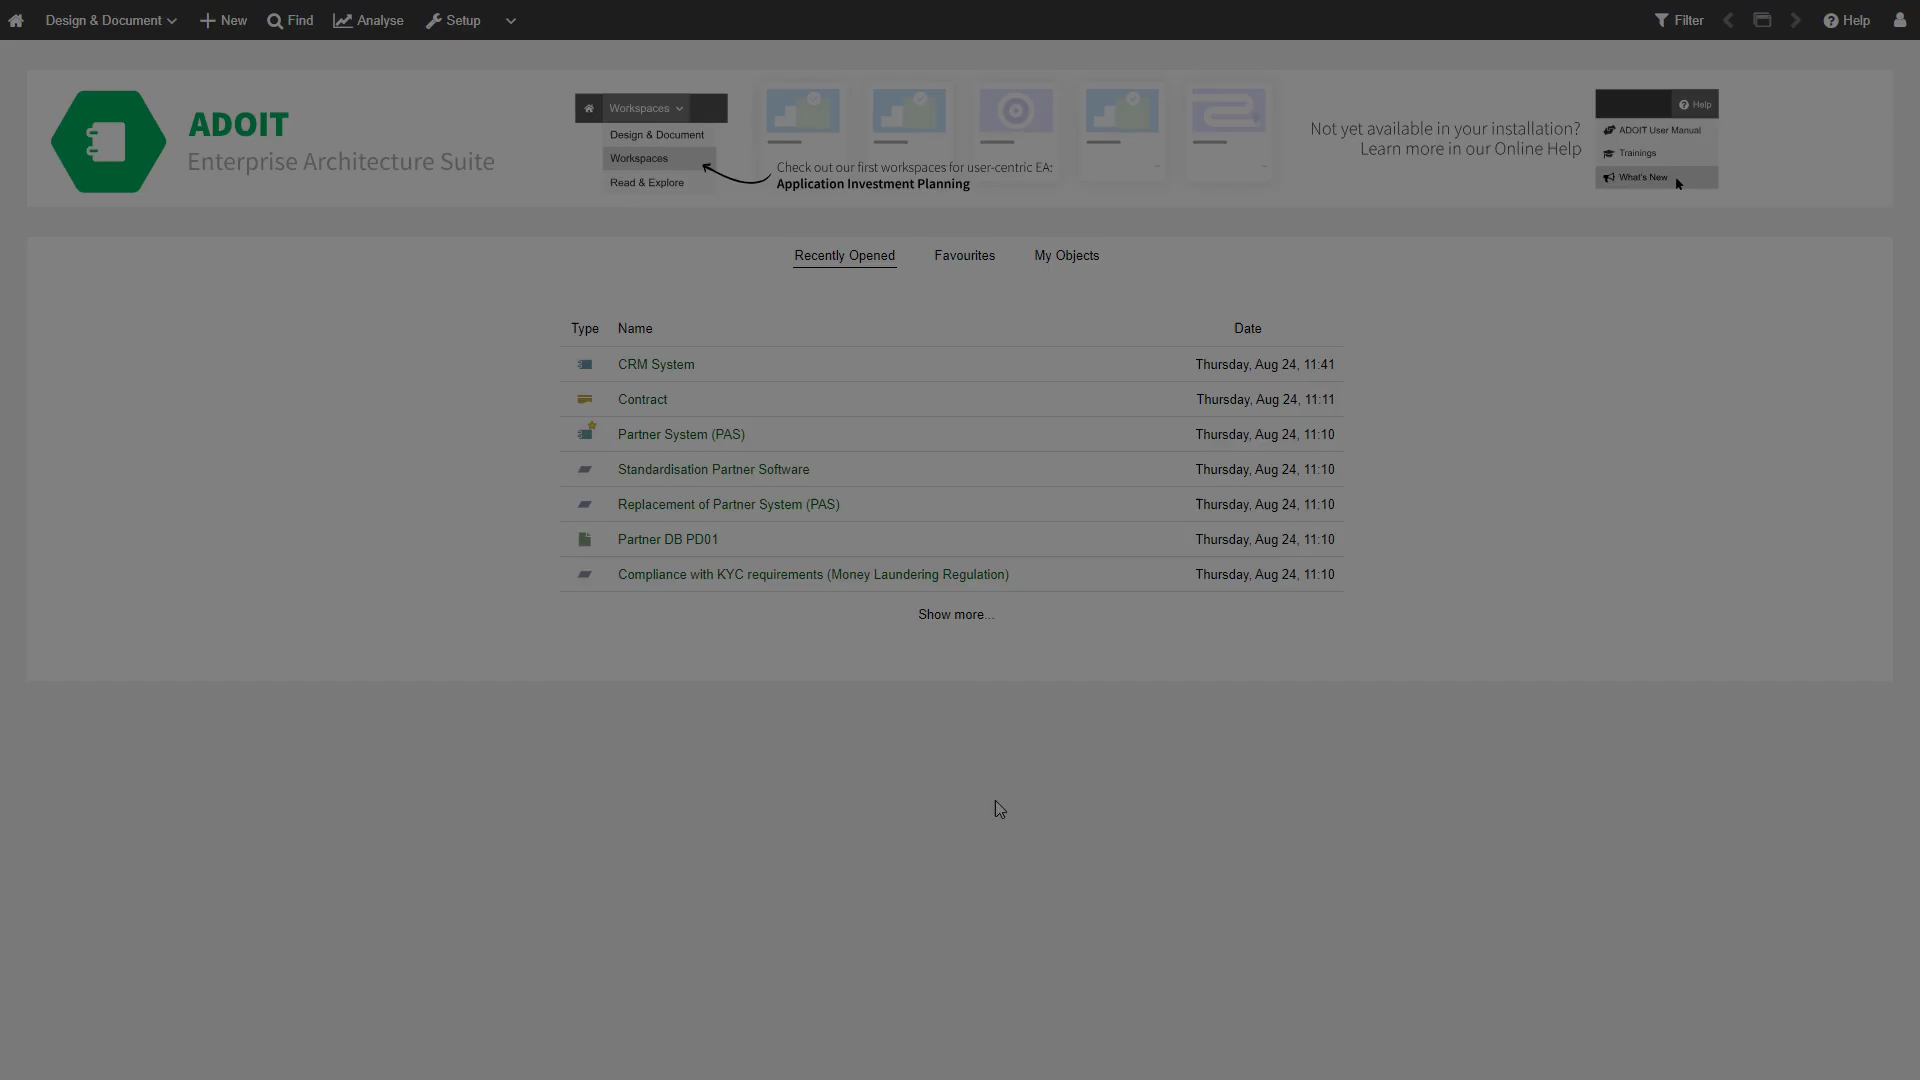 Design & Document
New
Find
Analyse
Setup
Filter
Help
ADOIT
Enterprise Architecture Suite
Workspaces
Design & Document
Workspaces
Read & Explore
Check out our first workspaces for user-centric EA:
Application Investment Planning
Not yet available in your installation?
Learn more in our Online Help
Help
ADOIT User Manual
Trainings
What's New
Recently Opened
Favourites
My Objects
Type Name Date
CRM System Thursday, Aug 24, 11:41
Contract Thursday, Aug 24, 11:11
Partner System (PAS) Thursday, Aug 24, 11:10
Standardisation Partner Software Thursday, Aug 24, 11:10
Replacement of Partner System (PAS) Thursday, Aug 24, 11:10
Partner DB PD01 Thursday, Aug 24, 11:10
Compliance with KYC requirements (Money Laundering Regulation) Thursday, Aug 24, 11:10
Show more...